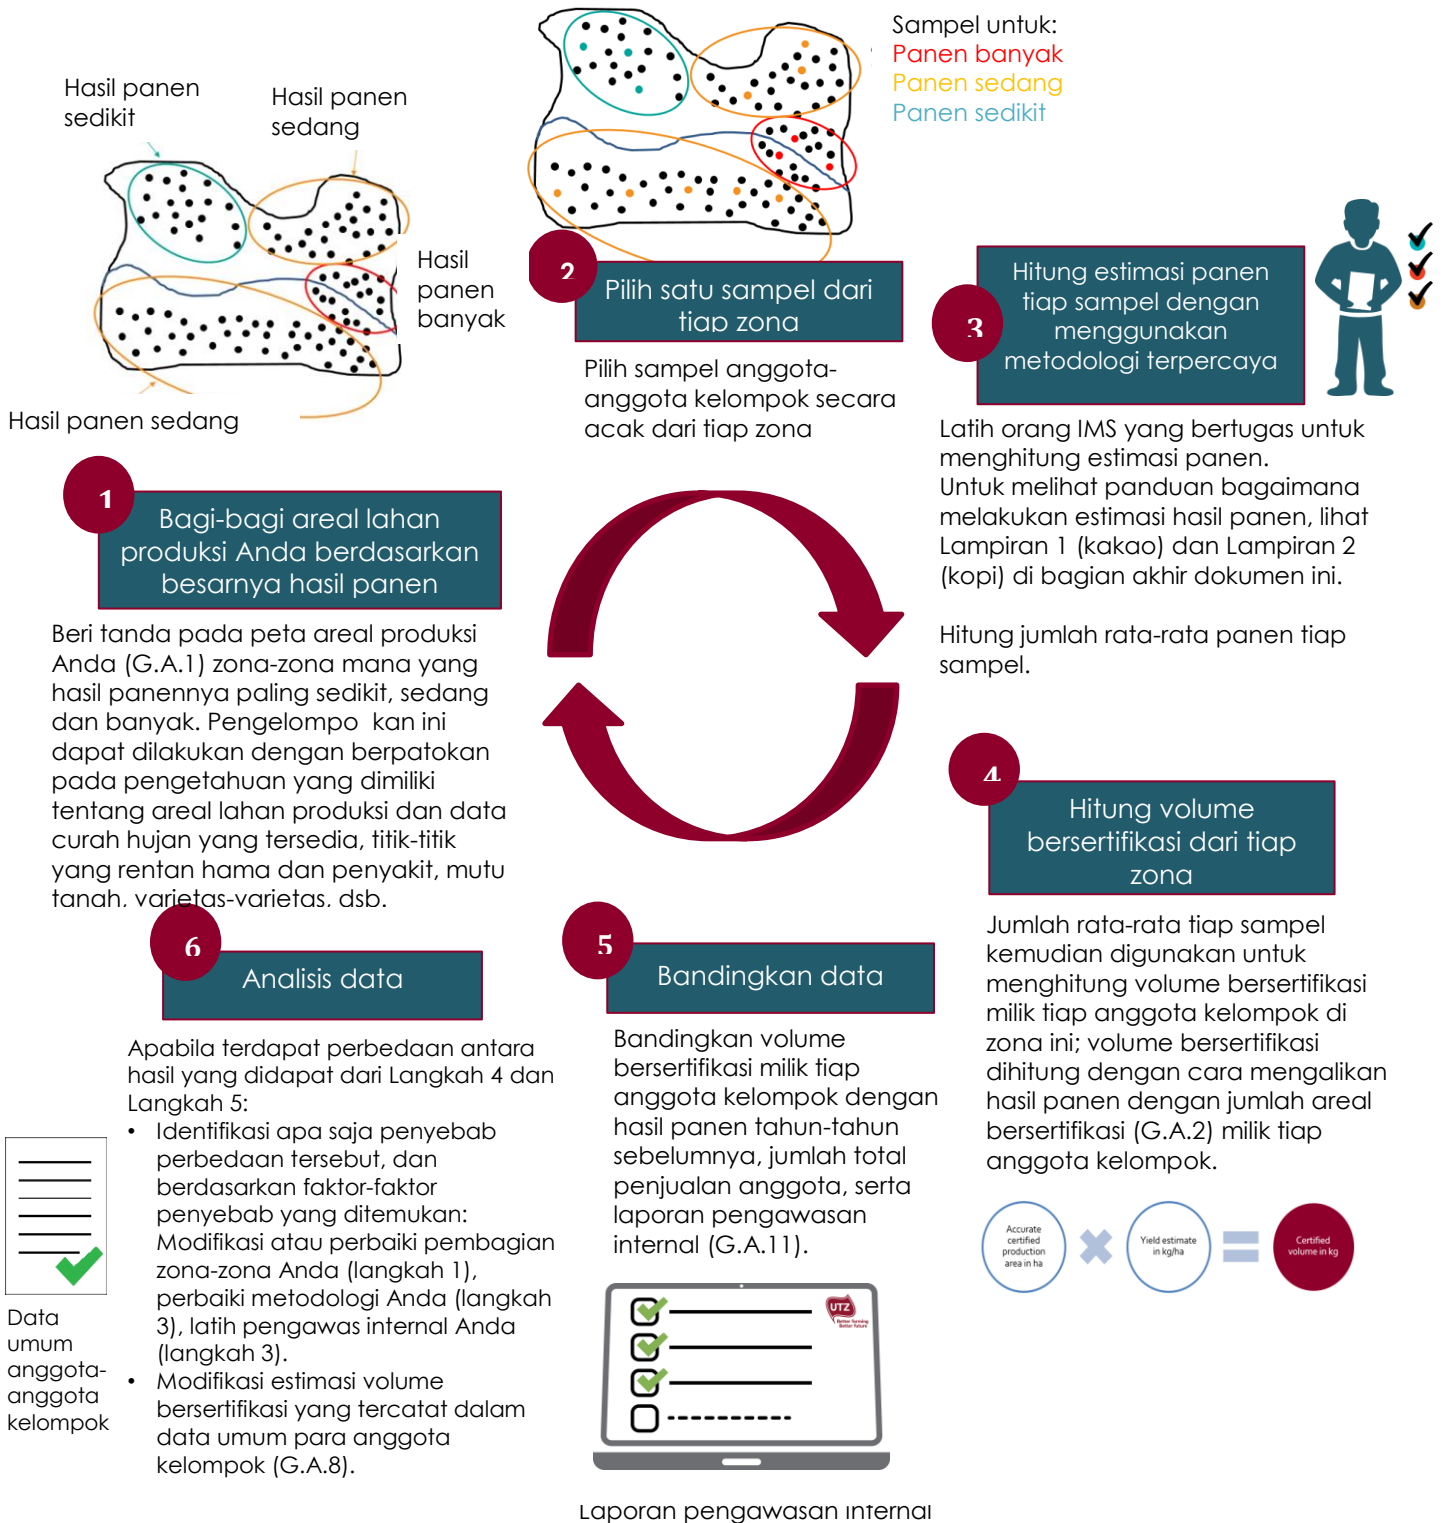 Hasil panen
sedikit
Hasil panen
sedang
Hasil
panen
banyak
Hasil panen sedang
Sampel untuk:
Panen banyak
Panen sedang
Panen sedikit
1
Bagi-bagi areal lahan
produksi Anda berdasarkan
besarnya hasil panen
Beri tanda pada peta areal produksi
Anda (G.A.1) zona-zona mana yang
hasil panennya paling sedikit, sedang
dan banyak. Pengelompo kan ini
dapat dilakukan dengan berpatokan
pada pengetahuan yang dimiliki
tentang areal lahan produksi dan data
curah hujan yang tersedia, titik-titik
yang rentan hama dan penyakit, mutu
tanah, varietas-varietas, dsb.
2
Pilih satu sampel dari
tiap zona
Pilih sampel anggota-
anggota kelompok secara
acak dari tiap zona
3
Hitung estimasi panen
tiap sampel dengan
menggunakan
metodologi terpercaya
Latih orang IMS yang bertugas untuk
menghitung estimasi panen.
Untuk melihat panduan bagaimana
melakukan estimasi hasil panen, lihat
Lampiran 1 (kakao) dan Lampiran 2
(kopi) di bagian akhir dokumen ini.
Hitung jumlah rata-rata panen tiap
sampel.
4
Hitung volume
bersertifikasi dari tiap
zona
Jumlah rata-rata tiap sampel
kemudian digunakan untuk
menghitung volume bersertifikasi
milik tiap anggota kelompok di
zona ini; volume bersertifikasi
dihitung dengan cara mengalikan
hasil panen dengan jumlah areal
bersertifikasi (G.A.2) milik tiap
anggota kelompok.
Accurate
certified
production
area in ha
Yield estimate
in kg/ha
Certified
volume in kg
5
Bandingkan data
Bandingkan volume
bersertifikasi milik tiap
anggota kelompok dengan
hasil panen tahun-tahun
sebelumnya, jumlah total
penjualan anggota, serta
laporan pengawasan
internal (G.A.11).
UTZ
Better farming
Better future
Laporan pengawasan internal
6
Analisis data
Apabila terdapat perbedaan antara
hasil yang didapat dari Langkah 4 dan
Langkah 5:
• Identifikasi apa saja penyebab
perbedaan tersebut, dan
berdasarkan faktor-faktor
penyebab yang ditemukan:
Modifikasi atau perbaiki pembagian
zona-zona Anda (langkah 1),
perbaiki metodologi Anda (langkah
3), latih pengawas internal Anda
(langkah 3).
• Modifikasi estimasi volume
bersertifikasi yang tercatat dalam
data umum para anggota
kelompok (G.A.8).
Data
umum
anggota-
anggota
kelompok